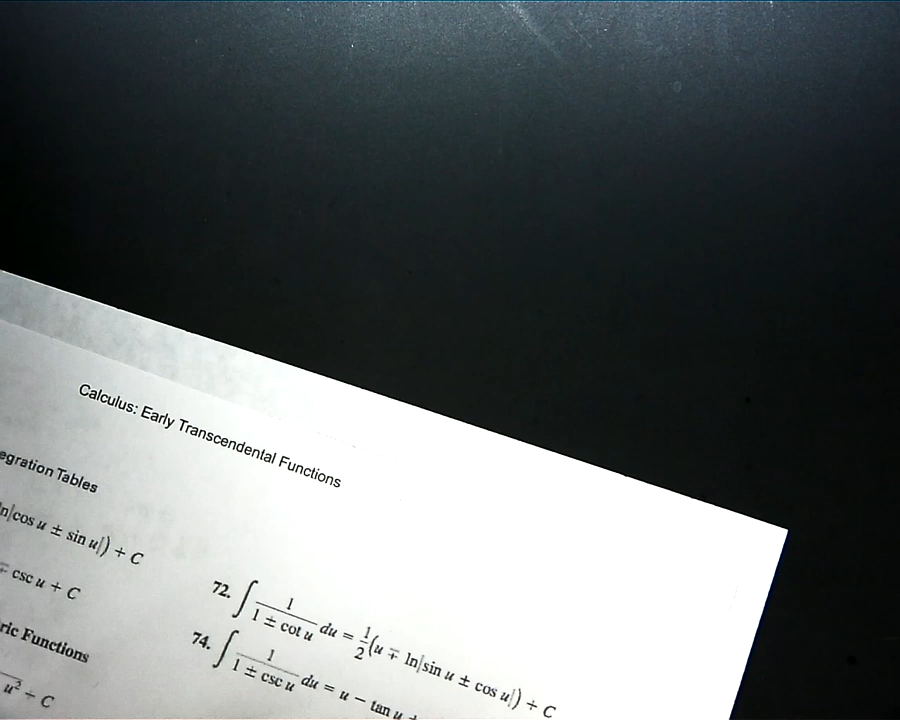 Calculus: Early Transcendental Functions
egration Tables
ln|cos u ± sin u|) + C
∓ csc u + C
72. ∫ 1/(1 ± cot u) du = 1/2 (u ∓ ln|sin u ± cos u|) + C
ric Functions
74. ∫ 1/(1 ± csc u) du = u − tan u
u² + C